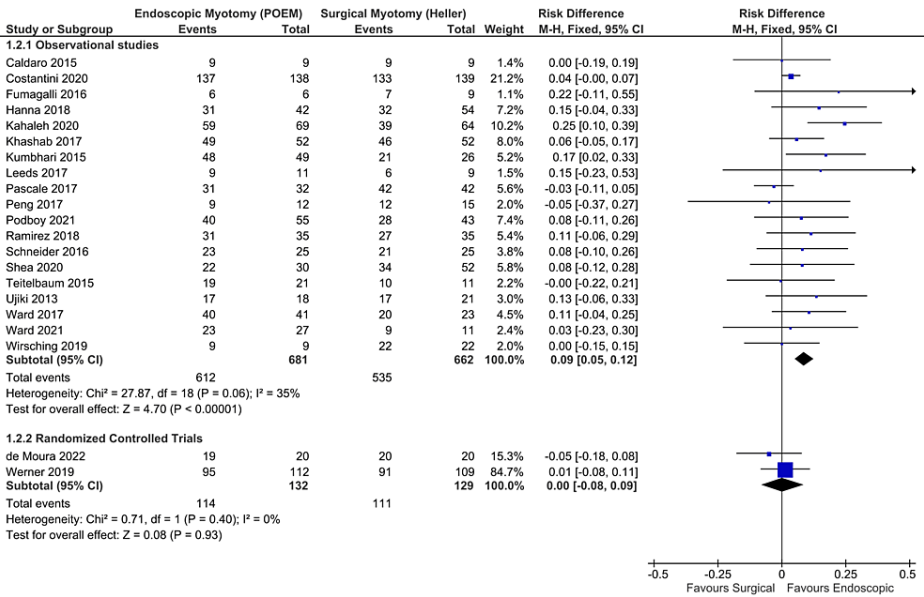 Endoscopic Myotomy (POEM) Surgical Myotomy (Heller) Risk Difference Risk Difference
Study or Subgroup Events Total Events Total Weight M-H, Fixed, 95% CI M-H, Fixed, 95% CI
1.2.1 Observational studies
Caldaro 2015 9 9 9 9 1.4% 0.00 [-0.19, 0.19]
Costantini 2020 137 138 133 139 21.2% 0.04 [-0.00, 0.07]
Fumagalli 2016 6 6 7 9 1.1% 0.22 [-0.11, 0.55]
Hanna 2018 31 42 32 54 7.2% 0.15 [-0.04, 0.33]
Kahaleh 2020 59 69 39 64 10.2% 0.25 [0.10, 0.39]
Khashab 2017 49 52 46 52 8.0% 0.06 [-0.05, 0.17]
Kumbhari 2015 48 49 21 26 5.2% 0.17 [0.02, 0.33]
Leeds 2017 9 11 6 9 1.5% 0.15 [-0.23, 0.53]
Pascale 2017 31 32 42 42 5.6% -0.03 [-0.11, 0.05]
Peng 2017 9 12 12 15 2.0% -0.05 [-0.37, 0.27]
Podboy 2021 40 55 28 43 7.4% 0.08 [-0.11, 0.26]
Ramirez 2018 31 35 27 35 5.4% 0.11 [-0.06, 0.29]
Schneider 2016 23 25 21 25 3.8% 0.08 [-0.10, 0.26]
Shea 2020 22 30 34 52 5.8% 0.08 [-0.12, 0.28]
Teitelbaum 2015 19 21 10 11 2.2% -0.00 [-0.22, 0.21]
Ujiki 2013 17 18 17 21 3.0% 0.13 [-0.06, 0.33]
Ward 2017 40 41 20 23 4.5% 0.11 [-0.04, 0.25]
Ward 2021 23 27 9 11 2.4% 0.03 [-0.23, 0.30]
Wirsching 2019 9 9 22 22 2.0% 0.00 [-0.15, 0.15]
Subtotal (95% CI) 681 662 100.0% 0.09 [0.05, 0.12]
Total events 612 535
Heterogeneity: Chi² = 27.87, df = 18 (P = 0.06); I² = 35%
Test for overall effect: Z = 4.70 (P < 0.00001)
1.2.2 Randomized Controlled Trials
de Moura 2022 19 20 20 20 15.3% -0.05 [-0.18, 0.08]
Werner 2019 95 112 91 109 84.7% 0.01 [-0.08, 0.11]
Subtotal (95% CI) 132 129 100.0% 0.00 [-0.08, 0.09]
Total events 114 111
Heterogeneity: Chi² = 0.71, df = 1 (P = 0.40); I² = 0%
Test for overall effect: Z = 0.08 (P = 0.93)
-0.5 -0.25 0 0.25 0.5
Favours Surgical Favours Endoscopic